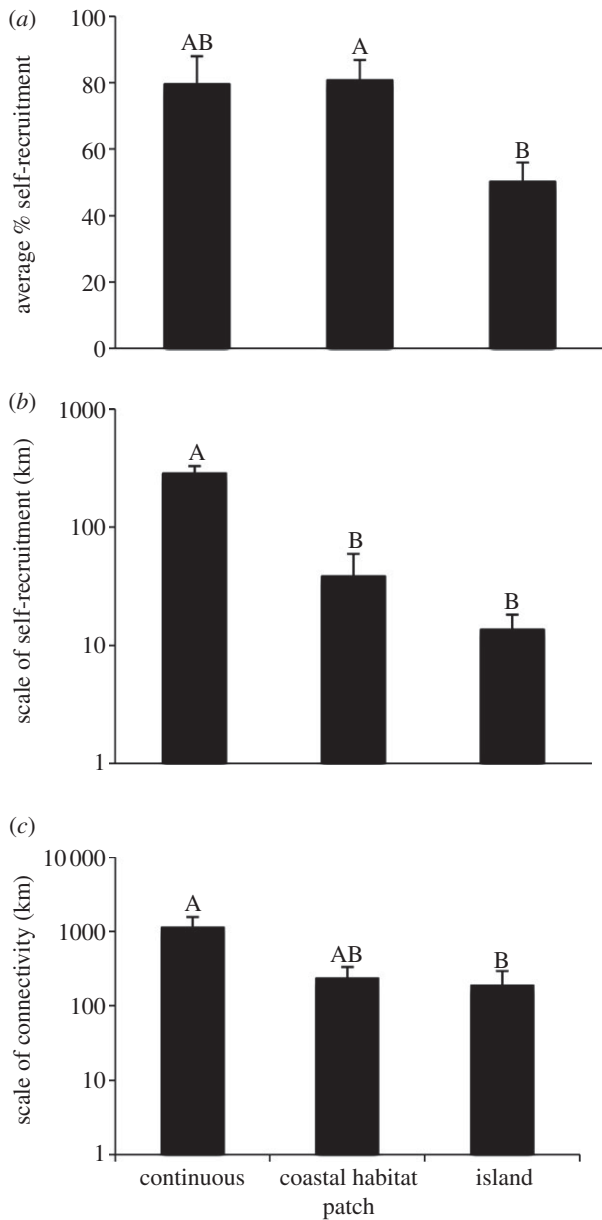 (a)
100
80
60
40
20
0
average % self-recruitment
AB
A
B
(b)
1000
100
10
1
scale of self-recruitment (km)
A
B
B
(c)
10 000
1000
100
10
1
scale of connectivity (km)
A
AB
B
continuous
coastal habitat
patch
island